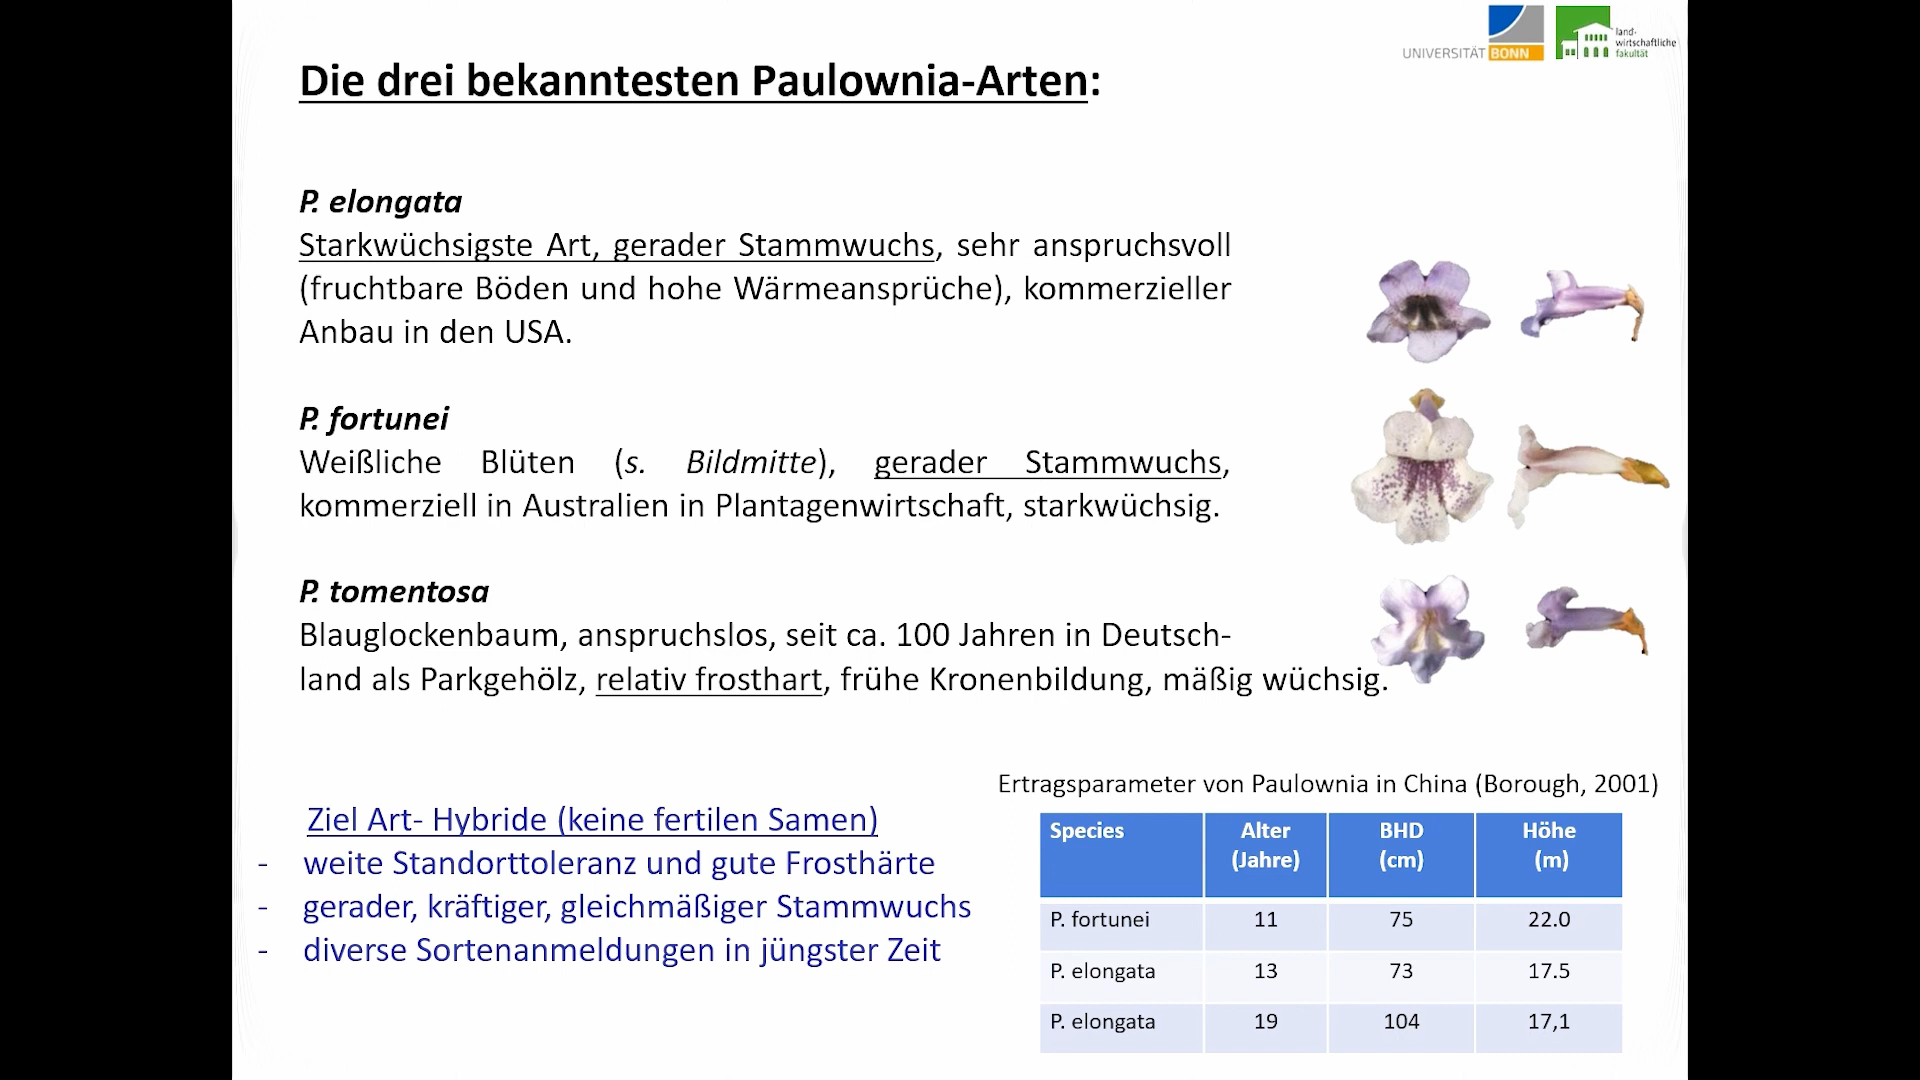 UNIVERSITÄT BONN
land-
wirtschaftliche
fakultät
Die drei bekanntesten Paulownia-Arten:
P. elongata
Starkwüchsigste Art, gerader Stammwuchs, sehr anspruchsvoll
(fruchtbare Böden und hohe Wärmeansprüche), kommerzieller
Anbau in den USA.
P. fortunei
Weißliche Blüten (s. Bildmitte), gerader Stammwuchs,
kommerziell in Australien in Plantagenwirtschaft, starkwüchsig.
P. tomentosa
Blauglockenbaum, anspruchslos, seit ca. 100 Jahren in Deutsch-
land als Parkgehölz, relativ frosthart, frühe Kronenbildung, mäßig wüchsig.
Ziel Art- Hybride (keine fertilen Samen)
- weite Standorttoleranz und gute Frosthärte
- gerader, kräftiger, gleichmäßiger Stammwuchs
- diverse Sortenanmeldungen in jüngster Zeit
Ertragsparameter von Paulownia in China (Borough, 2001)
Species Alter (Jahre) BHD (cm) Höhe (m)
P. fortunei 11 75 22.0
P. elongata 13 73 17.5
P. elongata 19 104 17,1